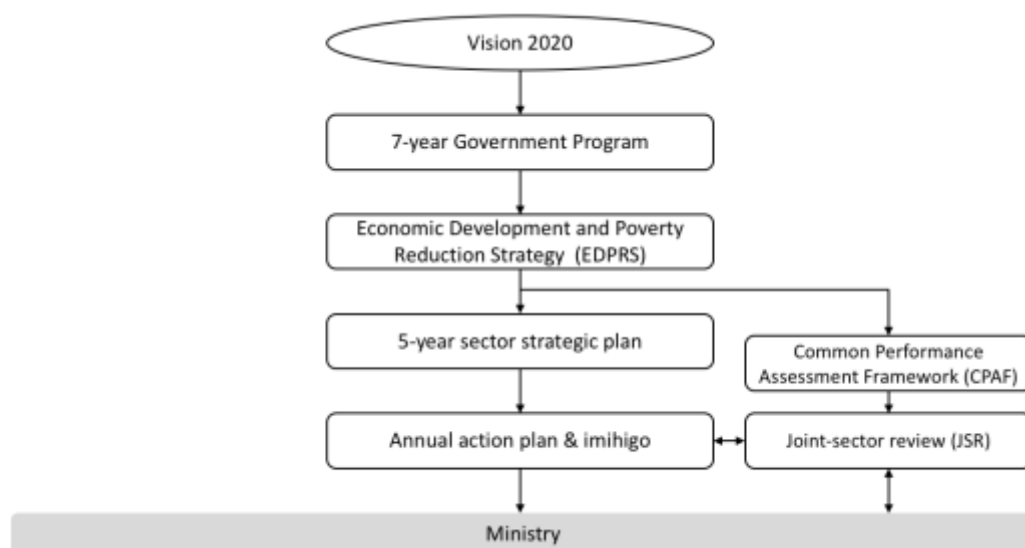 Vision 2020
7-year Government Program
Economic Development and Poverty
Reduction Strategy (EDPRS)
5-year sector strategic plan
Common Performance
Assessment Framework (CPAF)
Annual action plan & imihigo
Joint-sector review (JSR)
Ministry